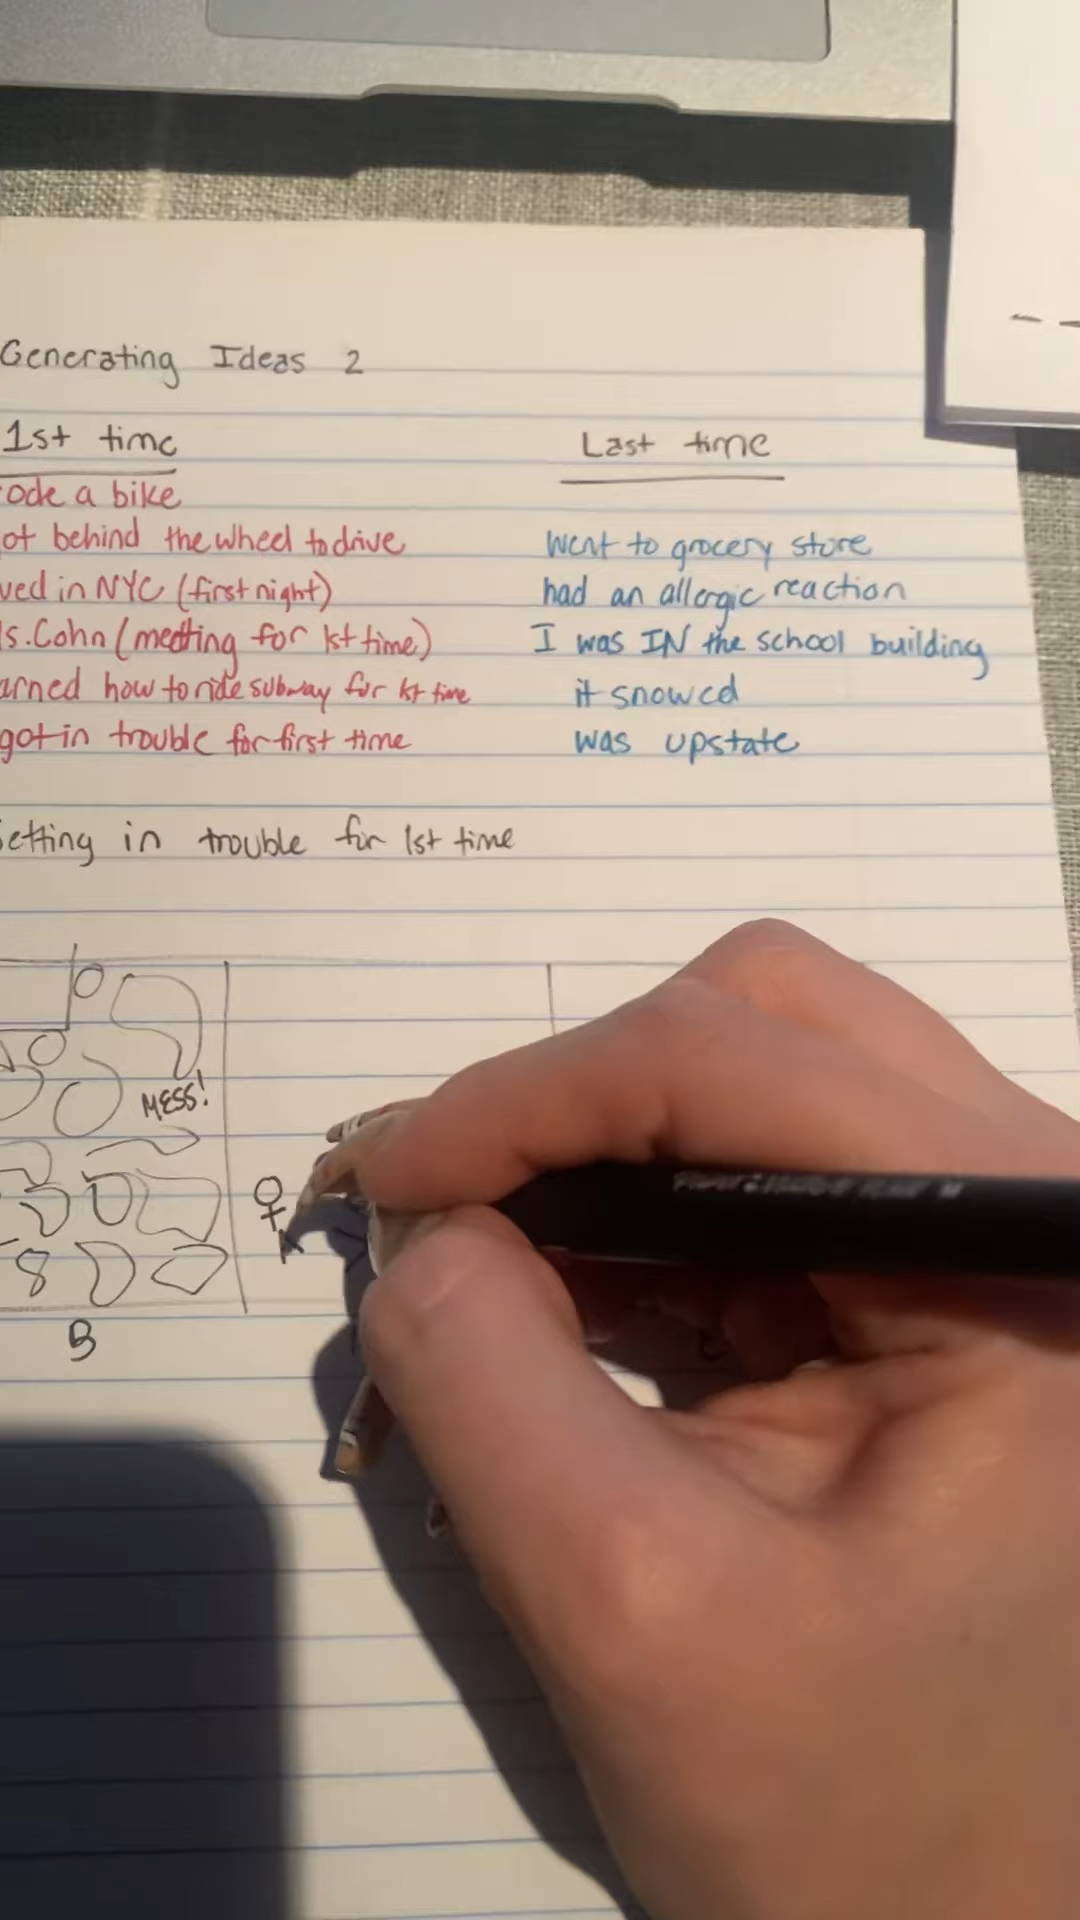 Generating Ideas 2
1st time
Last time
ode a bike
ot behind the wheel to drive
went to grocery store
ved in NYC (first night)
had an allergic reaction
s. Cohn (meeting for 1st time)
I was IN the school building
arned how to ride subway for 1st time
it snowed
got in trouble for first time
was upstate
etting in trouble for 1st time
MESS!
B